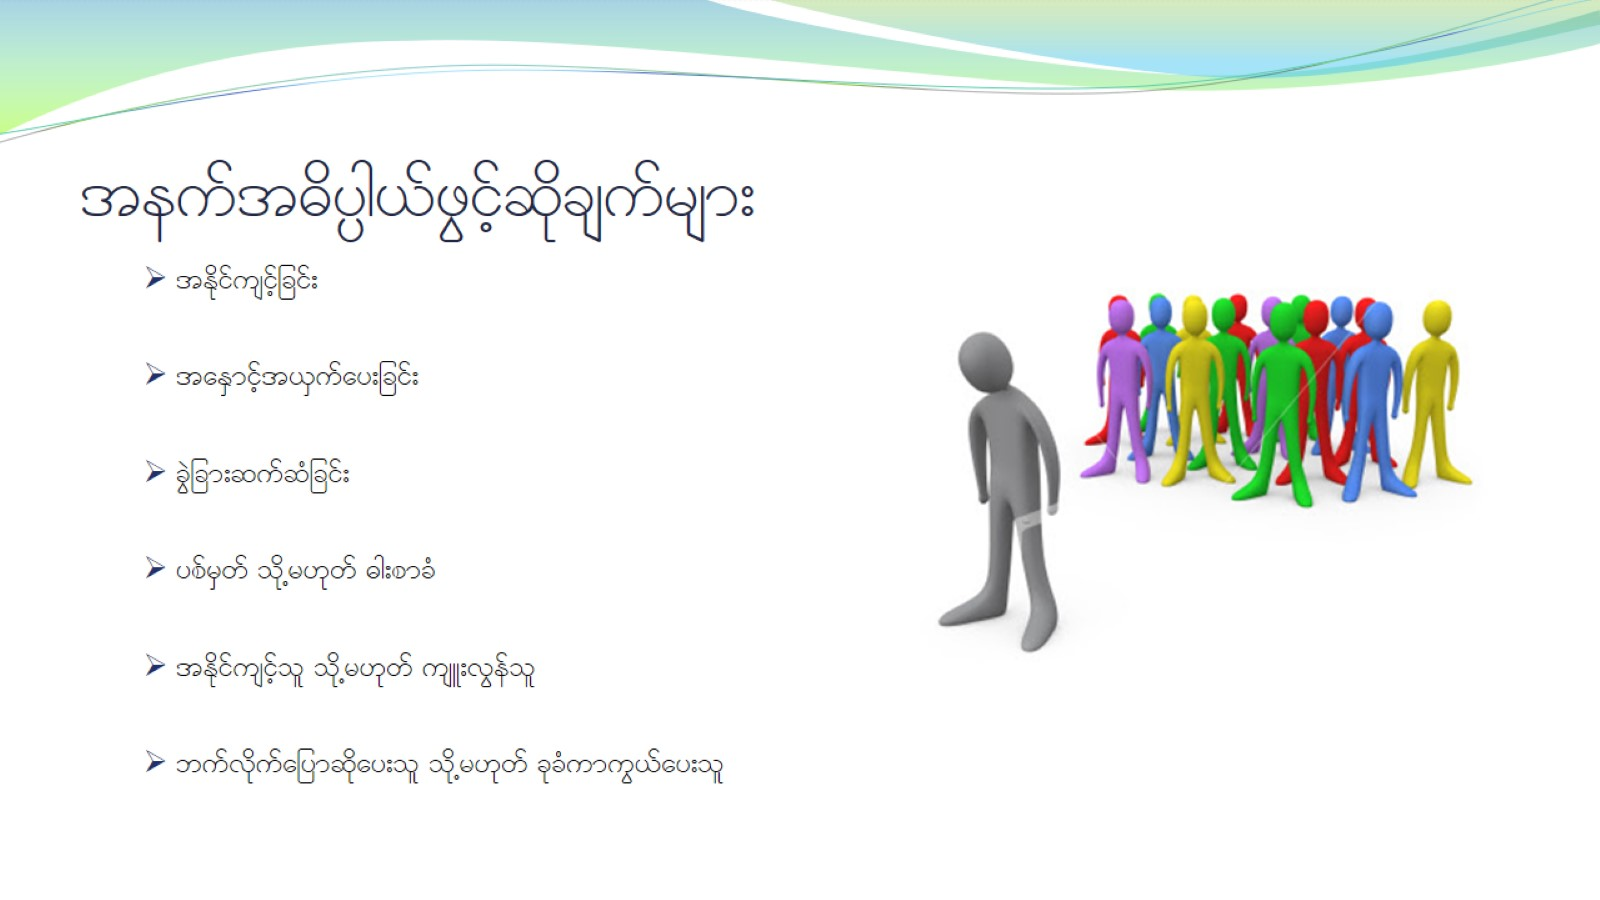 အနက်အဓိပ္ပါယ်ဖွင့်ဆိုချက်များ
အနိုင်ကျင့်ခြင်း
အနှောင့်အယှက်ပေးခြင်း
ခွဲခြားဆက်ဆံခြင်း
ပစ်မှတ် သို့မဟုတ် ဓါးစာခံ
အနိုင်ကျင့်သူ သို့မဟုတ် ကျူးလွန်သူ
ဘက်လိုက်ပြောဆိုပေးသူ သို့မဟုတ် ခုခံကာကွယ်ပေးသူ